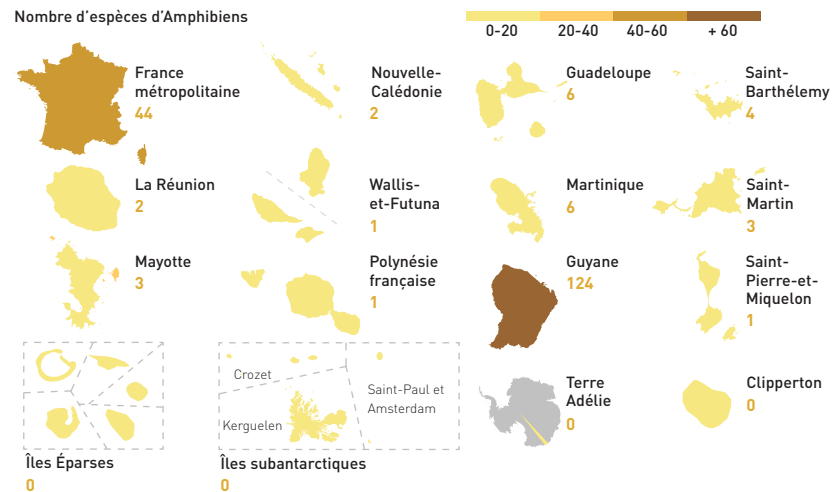 Nombre d'espèces d'Amphibiens
0-20
20-40
40-60
+ 60
France
métropolitaine
44
Nouvelle-
Calédonie
2
Guadeloupe
6
Saint-
Barthélemy
4
La Réunion
2
Wallis-
et-Futuna
1
Martinique
6
Saint-
Martin
3
Mayotte
3
Polynésie
française
1
Guyane
124
Saint-
Pierre-et-
Miquelon
1
Îles Éparses
0
Crozet
Kerguelen
Saint-Paul et
Amsterdam
Îles subantarctiques
0
Terre
Adélie
0
Clipperton
0